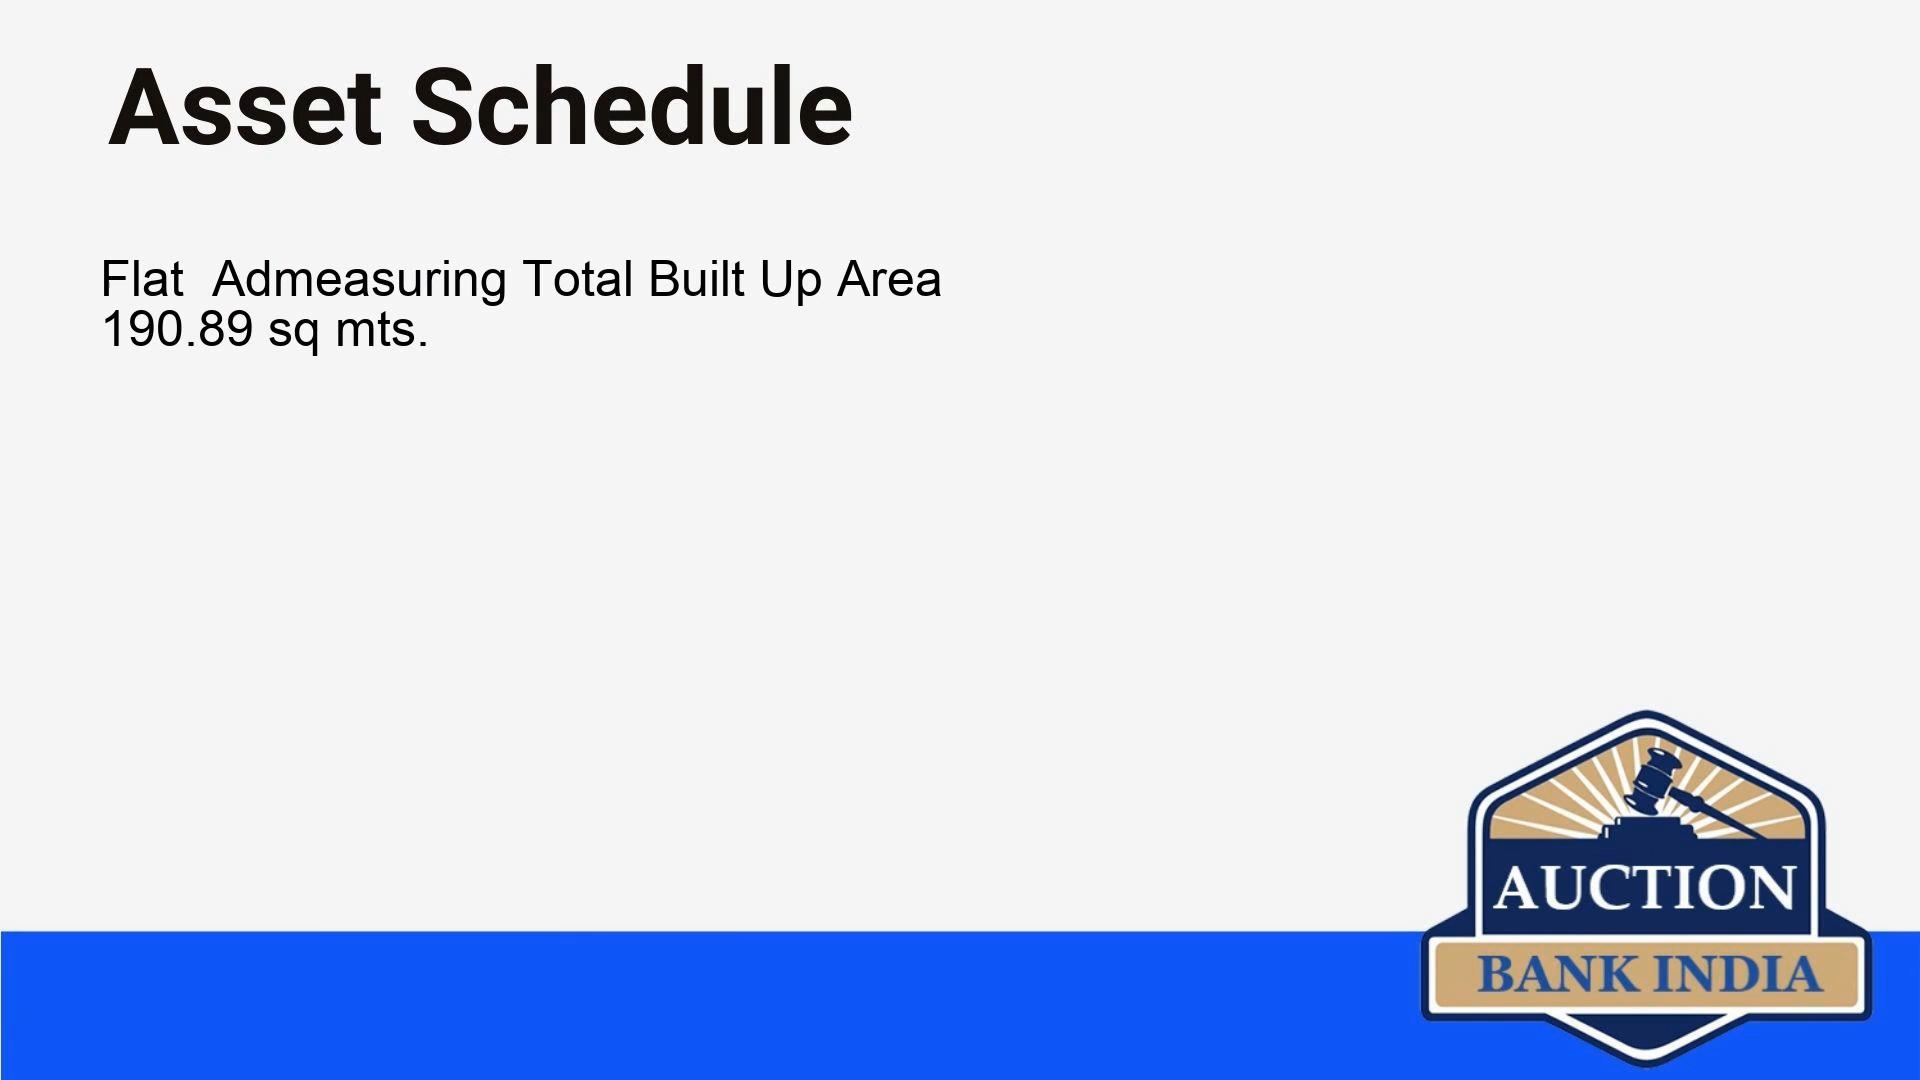 Asset Schedule
Flat  Admeasuring Total Built Up Area
190.89 sq mts.
AUCTION
BANK INDIA